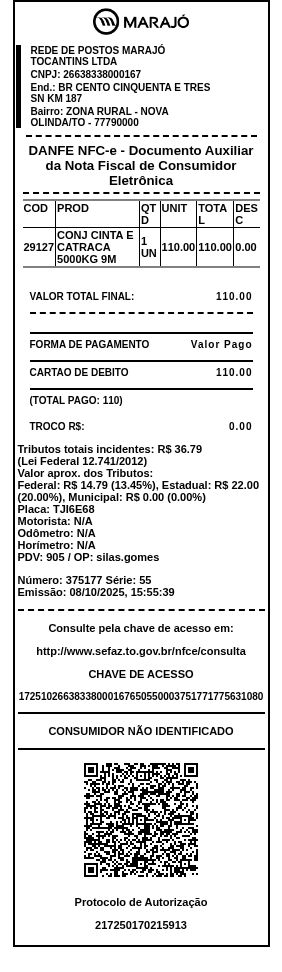 MARAJÓ
REDE DE POSTOS MARAJÓ
TOCANTINS LTDA
CNPJ: 26638338000167
End.: BR CENTO CINQUENTA E TRES
SN KM 187
Bairro: ZONA RURAL - NOVA
OLINDA/TO - 77790000
DANFE NFC-e - Documento Auxiliar
da Nota Fiscal de Consumidor
Eletrônica
COD PROD QTD UNIT TOTAL DESC
29127 CONJ CINTA E CATRACA 5000KG 9M 1 UN 110.00 110.00 0.00
VALOR TOTAL FINAL: 110.00
FORMA DE PAGAMENTO Valor Pago
CARTAO DE DEBITO 110.00
(TOTAL PAGO: 110)
TROCO R$: 0.00
Tributos totais incidentes: R$ 36.79
(Lei Federal 12.741/2012)
Valor aprox. dos Tributos:
Federal: R$ 14.79 (13.45%), Estadual: R$ 22.00
(20.00%), Municipal: R$ 0.00 (0.00%)
Placa: TJI6E68
Motorista: N/A
Odômetro: N/A
Horímetro: N/A
PDV: 905 / OP: silas.gomes
Número: 375177 Série: 55
Emissão: 08/10/2025, 15:55:39
Consulte pela chave de acesso em:
http://www.sefaz.to.gov.br/nfce/consulta
CHAVE DE ACESSO
17251026638338000167650550003751771775631080
CONSUMIDOR NÃO IDENTIFICADO
Protocolo de Autorização
217250170215913